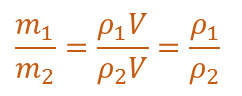 m₁/m₂ = ρ₁V/ρ₂V = ρ₁/ρ₂